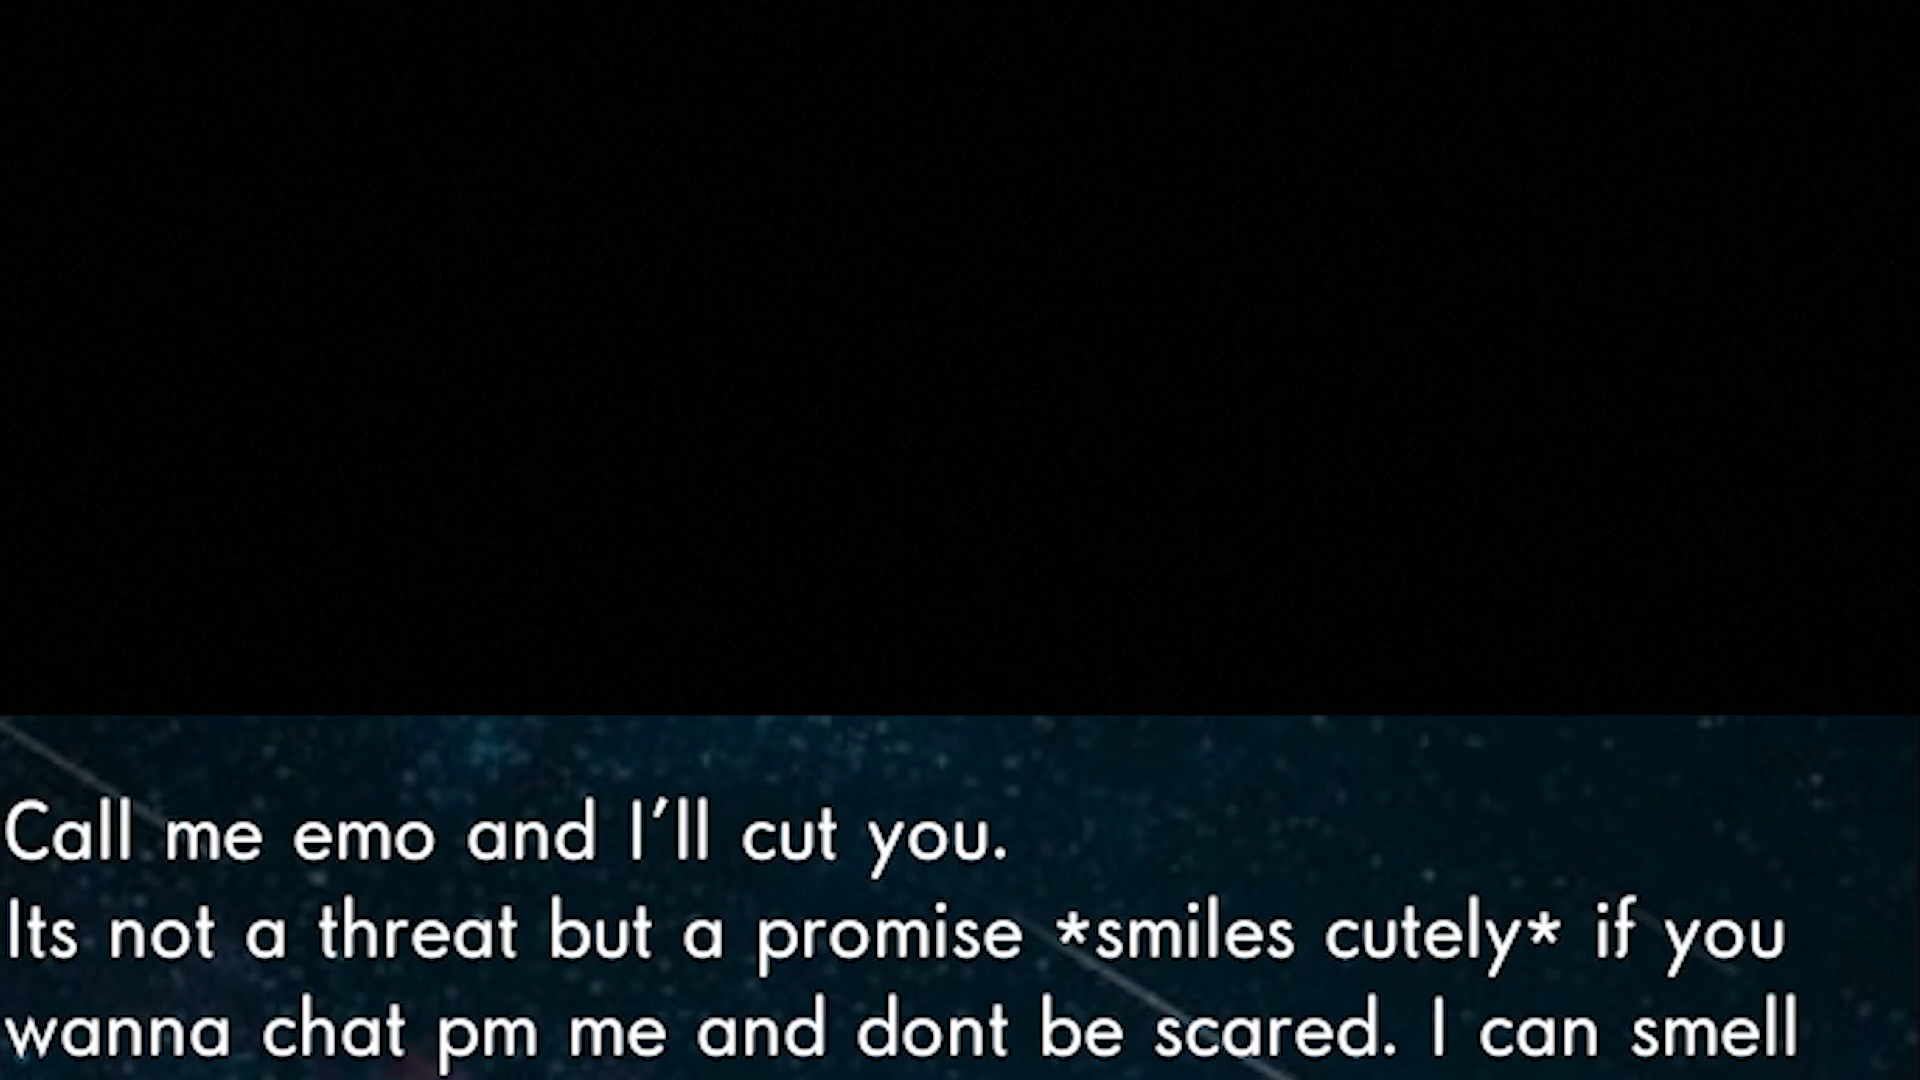 Call me emo and I’ll cut you.
Its not a threat but a promise *smiles cutely* if you
wanna chat pm me and dont be scared. I can smell